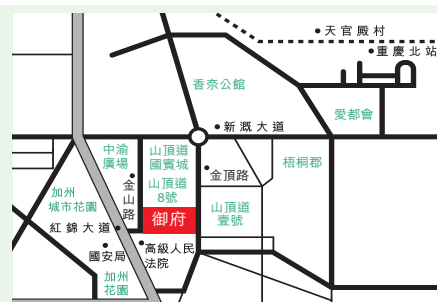 天官殿村
重慶北站
香奈公館
愛都會
新溉大道
中渝
廣場
山頂道
國賓城
梧桐郡
金頂路
金山路
山頂道
8號
加州
城市花園
山頂道
壹號
御府
紅錦大道
國安局
高級人民
法院
加州
花園